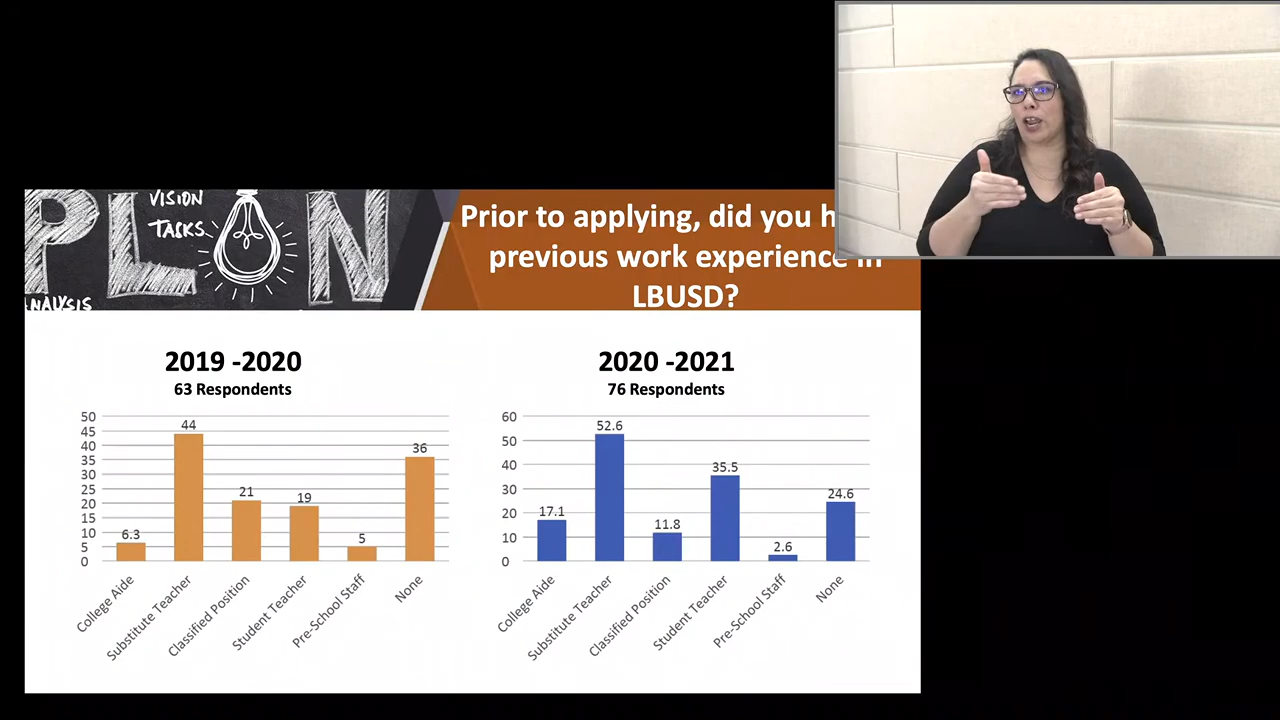 PLAN
VISION
TASKS
ANALYSIS
Prior to applying, did you h
previous work experience in
LBUSD?
2019 -2020
63 Respondents
50
45
40
35
30
25
20
15
10
5
0
6.3
44
21
19
5
36
College Aide
Substitute Teacher
Classified Position
Student Teacher
Pre-School Staff
None
2020 -2021
76 Respondents
60
50
40
30
20
10
0
17.1
52.6
11.8
35.5
2.6
24.6
College Aide
Substitute Teacher
Classified Position
Student Teacher
Pre-School Staff
None